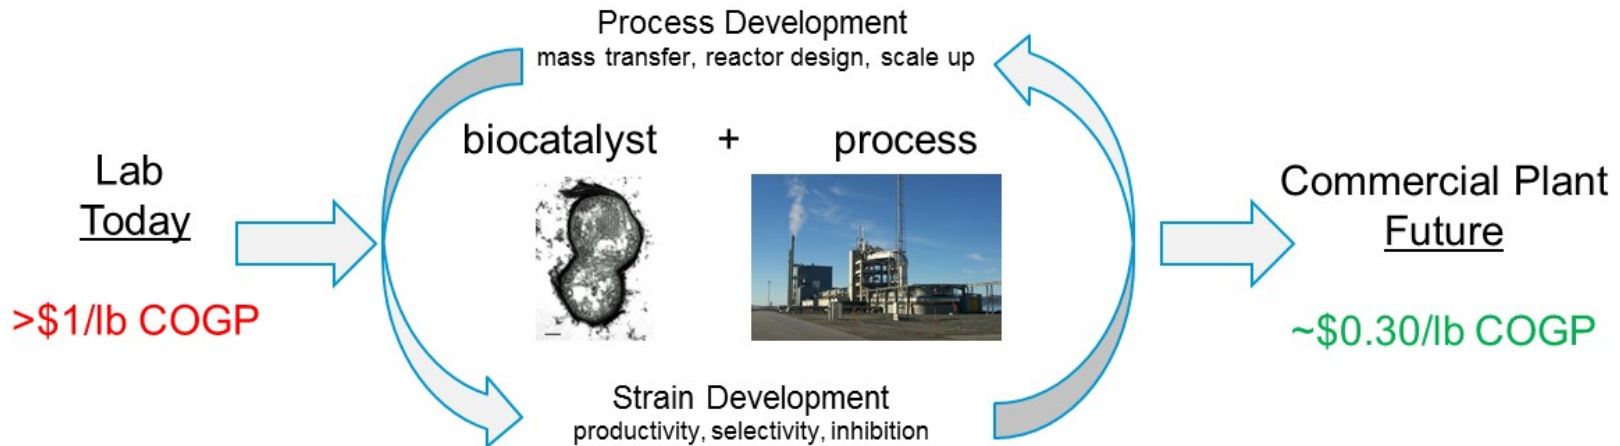 Process Development
mass transfer, reactor design, scale up
biocatalyst + process
Lab
Today
>$1/lb COGP
Commercial Plant
Future
~$0.30/lb COGP
Strain Development
productivity, selectivity, inhibition